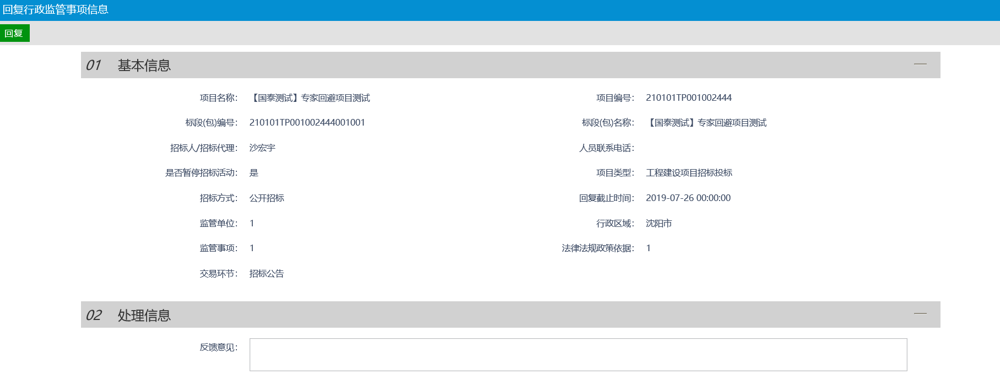 回复行政监管事项信息
回复
01 基本信息
项目名称： 【国泰测试】专家回避项目测试 项目编号： 210101TP001002444
标段(包)编号： 210101TP001002444001001 标段(包)名称： 【国泰测试】专家回避项目测试
招标人/招标代理： 沙宏宇 人员联系电话：
是否暂停招标活动： 是 项目类型： 工程建设项目招标投标
招标方式： 公开招标 回复截止时间： 2019-07-26 00:00:00
监管单位： 1 行政区域： 沈阳市
监管事项： 1 法律法规政策依据： 1
交易环节： 招标公告
02 处理信息
反馈意见：